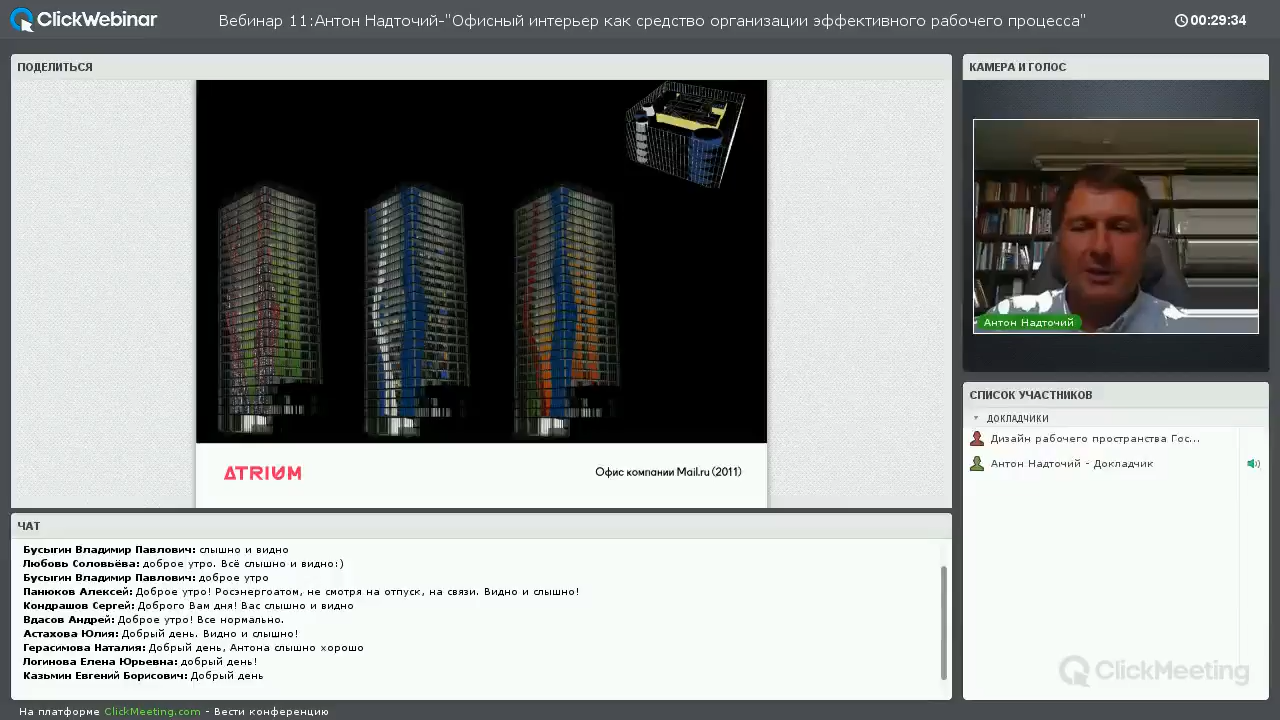 ClickWebinar
Вебинар 11:Антон Надточий-"Офисный интерьер как средство организации эффективного рабочего процесса"
00:29:34
ПОДЕЛИТЬСЯ
ATRIUM
Офис компании Mail.ru (2011)
КАМЕРА И ГОЛОС
Антон Надточий
СПИСОК УЧАСТНИКОВ
ДОКЛАДЧИКИ
Дизайн рабочего пространства Гос...
Антон Надточий - Докладчик
ClickMeeting
ЧАТ
Бусыгин Владимир Павлович: слышно и видно
Любовь Соловьёва: доброе утро. Всё слышно и видно:)
Бусыгин Владимир Павлович: доброе утро
Панюков Алексей: Доброе утро! Росэнергоатом, не смотря на отпуск, на связи. Видно и слышно!
Кондрашов Сергей: Доброго Вам дня! Вас слышно и видно
Вдасов Андрей: Доброе утро! Все нормально.
Астахова Юлия: Добрый день. Видно и слышно!
Герасимова Наталия: Добрый день, Антона слышно хорошо
Логинова Елена Юрьевна: добрый день!
Казьмин Евгений Борисович: Добрый день
На платформе ClickMeeting.com - Вести конференцию